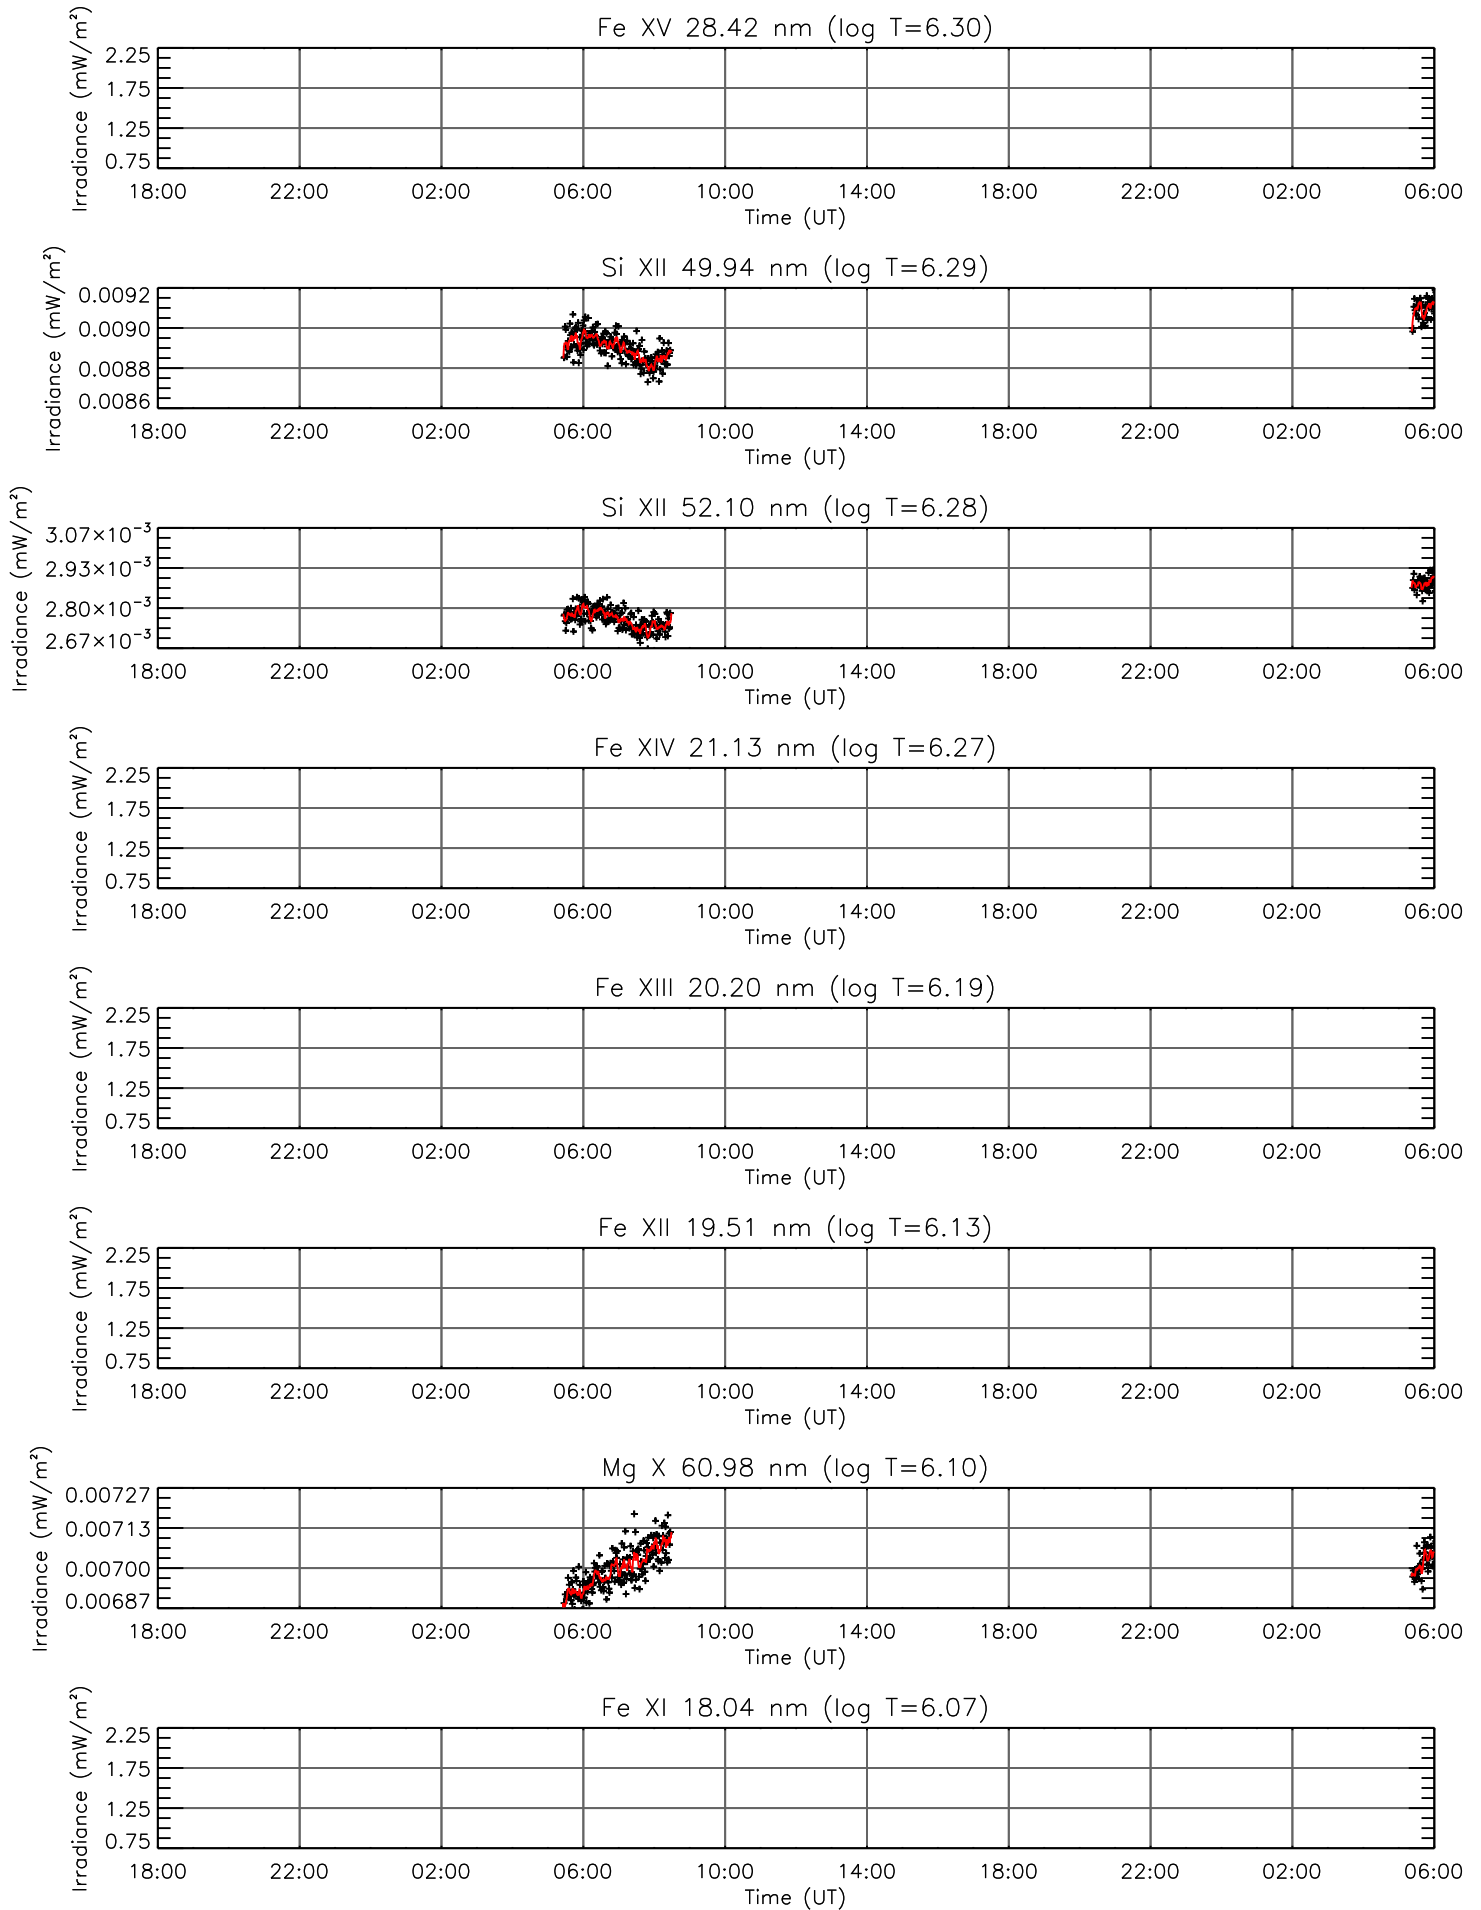 Fe XV 28.42 nm (log T=6.30)
Irradiance (mW/m²)
2.25
1.75
1.25
0.75
18:00 22:00 02:00 06:00 10:00 14:00 18:00 22:00 02:00 06:00
Time (UT)
Si XII 49.94 nm (log T=6.29)
Irradiance (mW/m²)
0.0092
0.0090
0.0088
0.0086
18:00 22:00 02:00 06:00 10:00 14:00 18:00 22:00 02:00 06:00
Time (UT)
Si XII 52.10 nm (log T=6.28)
Irradiance (mW/m²)
3.07×10⁻³
2.93×10⁻³
2.80×10⁻³
2.67×10⁻³
18:00 22:00 02:00 06:00 10:00 14:00 18:00 22:00 02:00 06:00
Time (UT)
Fe XIV 21.13 nm (log T=6.27)
Irradiance (mW/m²)
2.25
1.75
1.25
0.75
18:00 22:00 02:00 06:00 10:00 14:00 18:00 22:00 02:00 06:00
Time (UT)
Fe XIII 20.20 nm (log T=6.19)
Irradiance (mW/m²)
2.25
1.75
1.25
0.75
18:00 22:00 02:00 06:00 10:00 14:00 18:00 22:00 02:00 06:00
Time (UT)
Fe XII 19.51 nm (log T=6.13)
Irradiance (mW/m²)
2.25
1.75
1.25
0.75
18:00 22:00 02:00 06:00 10:00 14:00 18:00 22:00 02:00 06:00
Time (UT)
Mg X 60.98 nm (log T=6.10)
Irradiance (mW/m²)
0.00727
0.00713
0.00700
0.00687
18:00 22:00 02:00 06:00 10:00 14:00 18:00 22:00 02:00 06:00
Time (UT)
Fe XI 18.04 nm (log T=6.07)
Irradiance (mW/m²)
2.25
1.75
1.25
0.75
18:00 22:00 02:00 06:00 10:00 14:00 18:00 22:00 02:00 06:00
Time (UT)